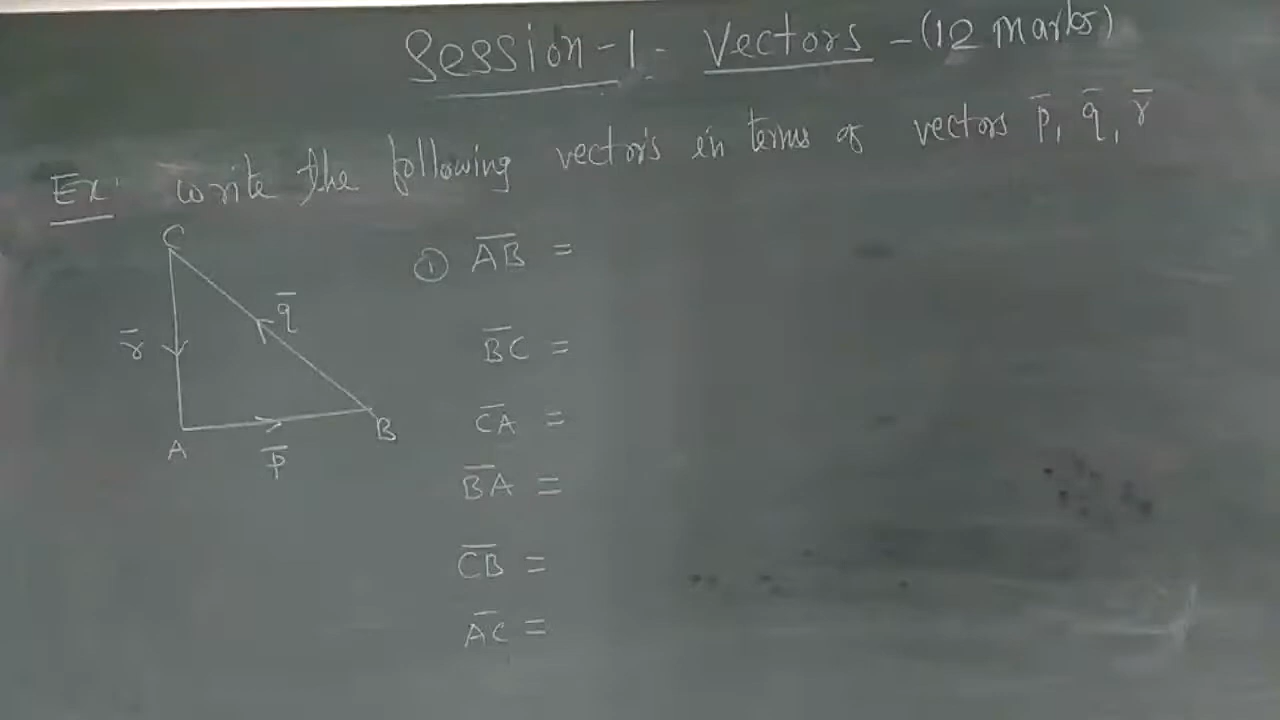 Session-1- Vectors -(12 marks)
Ex: Write the following vectors in terms of vectors p̅, q̅, r̅
C
q̅
r̅
A
B
p̅
① A̅B̅ =
B̅C̅ =
C̅A̅ =
B̅A̅ =
C̅B̅ =
A̅C̅ =